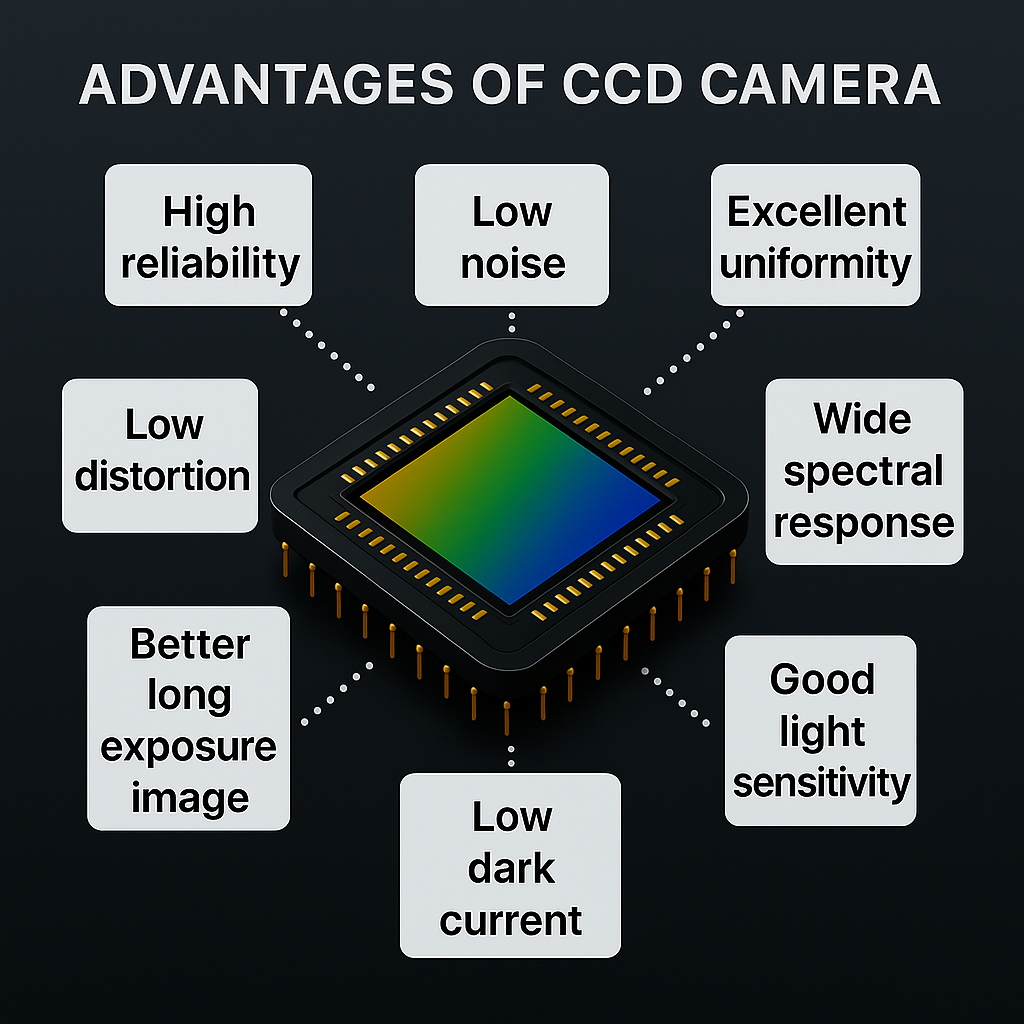 ADVANTAGES OF CCD CAMERA
High
reliability
Low
noise
Excellent
uniformity
Low
distortion
Wide
spectral
response
Better
long
exposure
image
Good
light
sensitivity
Low
dark
current